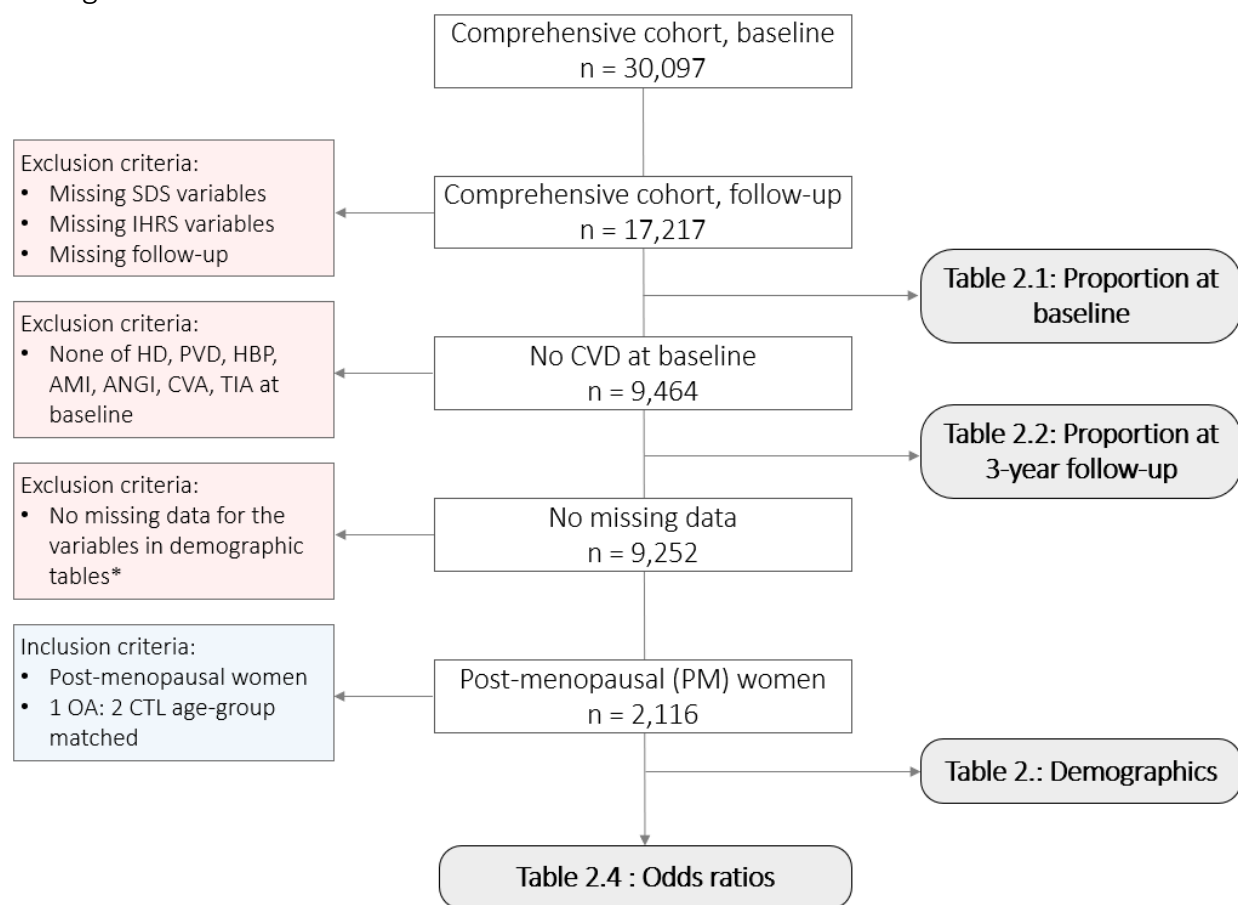 Comprehensive cohort, baseline
n = 30,097
Exclusion criteria:
• Missing SDS variables
• Missing IHRS variables
• Missing follow-up
Comprehensive cohort, follow-up
n = 17,217
Table 2.1: Proportion at
baseline
Exclusion criteria:
• None of HD, PVD, HBP,
AMI, ANGI, CVA, TIA at
baseline
No CVD at baseline
n = 9,464
Table 2.2: Proportion at
3-year follow-up
Exclusion criteria:
• No missing data for the
variables in demographic
tables*
No missing data
n = 9,252
Inclusion criteria:
• Post-menopausal women
• 1 OA: 2 CTL age-group
matched
Post-menopausal (PM) women
n = 2,116
Table 2.: Demographics
Table 2.4 : Odds ratios